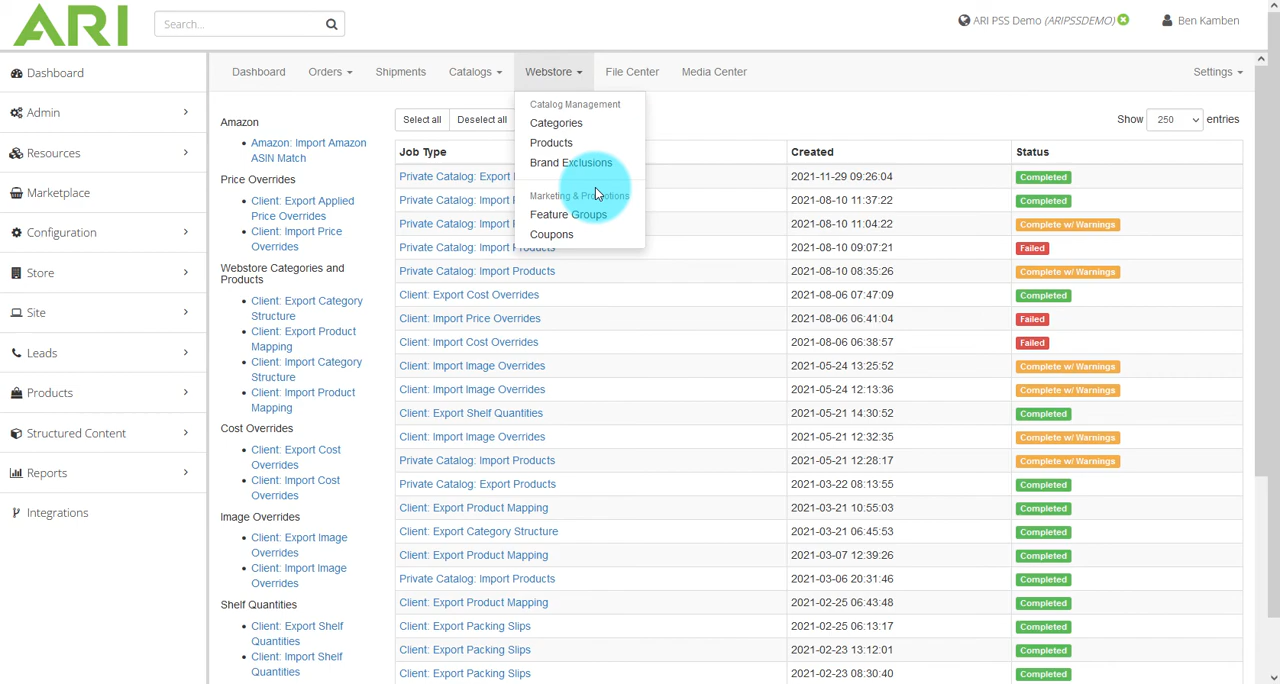 ARI
Search...
ARI PSS Demo (ARIPSSDEMO)
Ben Kamben
Dashboard
Admin
Resources
Marketplace
Configuration
Store
Site
Leads
Products
Structured Content
Reports
Integrations
Dashboard Orders Shipments Catalogs Webstore File Center Media Center Settings
Catalog Management
Categories
Products
Brand Exclusions
Marketing & Promotions
Feature Groups
Coupons
Amazon
Amazon: Import Amazon
ASIN Match
Price Overrides
Client: Export Applied
Price Overrides
Client: Import Price
Overrides
Webstore Categories and
Products
Client: Export Category
Structure
Client: Export Product
Mapping
Client: Import Category
Structure
Client: Import Product
Mapping
Cost Overrides
Client: Export Cost
Overrides
Client: Import Cost
Overrides
Image Overrides
Client: Export Image
Overrides
Client: Import Image
Overrides
Shelf Quantities
Client: Export Shelf
Quantities
Client: Import Shelf
Quantities
Select all Deselect all
Show 250 entries
Job Type Created Status
Private Catalog: Export 2021-11-29 09:26:04 Completed
Private Catalog: Import 2021-08-10 11:37:22 Completed
Private Catalog: Import 2021-08-10 11:04:22 Complete w/ Warnings
Private Catalog: Import Products 2021-08-10 09:07:21 Failed
Private Catalog: Import Products 2021-08-10 08:35:26 Complete w/ Warnings
Client: Export Cost Overrides 2021-08-06 07:47:09 Completed
Client: Import Price Overrides 2021-08-06 06:41:04 Failed
Client: Import Cost Overrides 2021-08-06 06:38:57 Failed
Client: Import Image Overrides 2021-05-24 13:25:52 Complete w/ Warnings
Client: Import Image Overrides 2021-05-24 12:13:36 Complete w/ Warnings
Client: Export Shelf Quantities 2021-05-21 14:30:52 Completed
Client: Import Image Overrides 2021-05-21 12:32:35 Complete w/ Warnings
Private Catalog: Import Products 2021-05-21 12:28:17 Complete w/ Warnings
Private Catalog: Export Products 2021-03-22 08:13:55 Completed
Client: Export Product Mapping 2021-03-21 10:55:03 Completed
Client: Export Category Structure 2021-03-21 06:45:53 Completed
Client: Export Product Mapping 2021-03-07 12:39:26 Completed
Private Catalog: Import Products 2021-03-06 20:31:46 Completed
Client: Export Product Mapping 2021-02-25 06:43:48 Completed
Client: Export Packing Slips 2021-02-25 06:13:17 Completed
Client: Export Packing Slips 2021-02-23 13:12:01 Completed
Client: Export Packing Slips 2021-02-23 08:30:40 Completed